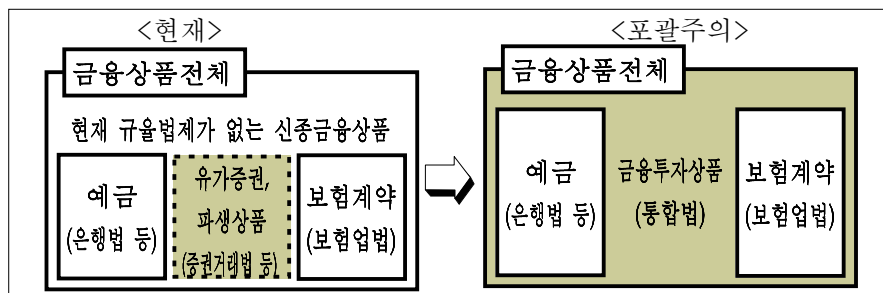 <현재>
금융상품전체
현재 규율법제가 없는 신종금융상품
예금
(은행법 등)
유가증권,
파생상품
(증권거래법 등)
보험계약
(보험업법)
<포괄주의>
금융상품전체
예금
(은행법 등)
금융투자상품
(통합법)
보험계약
(보험업법)